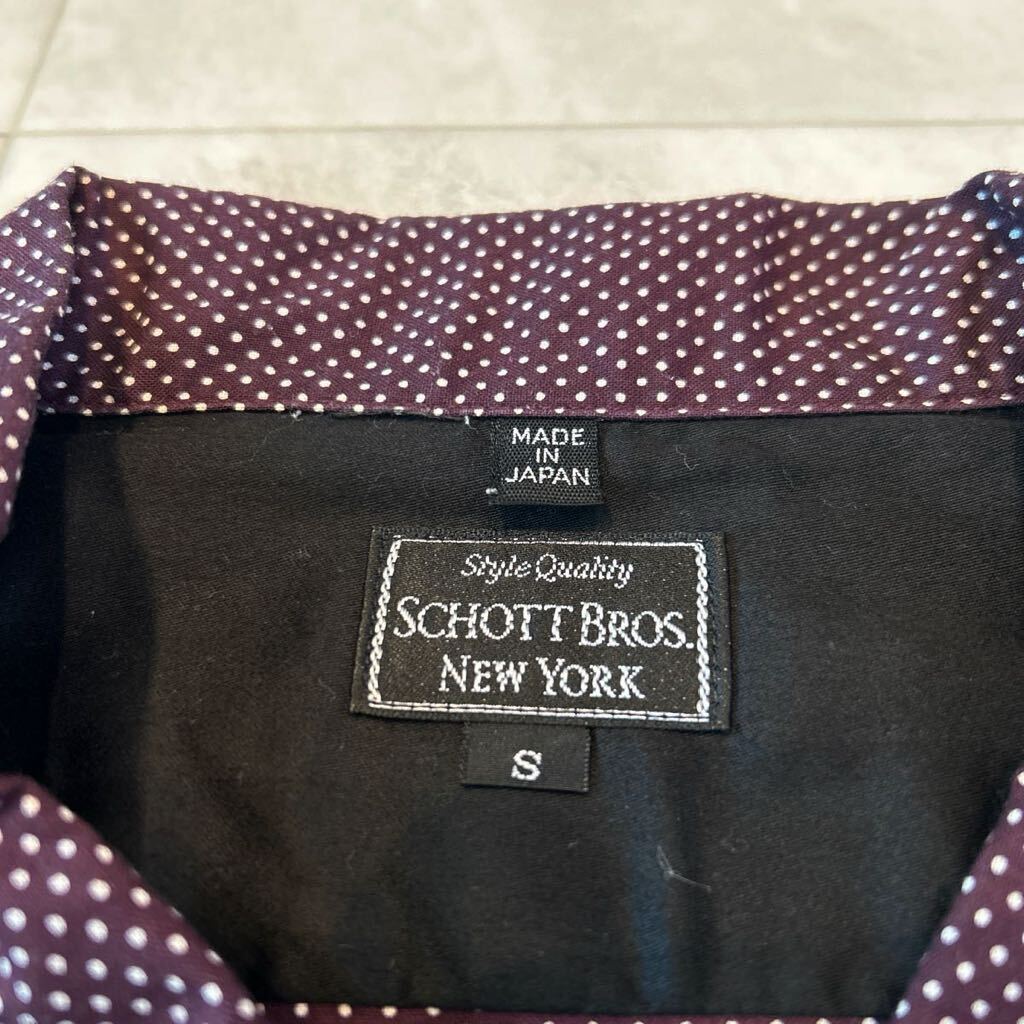 MADE
IN
JAPAN
Style Quality
SCHOTT BROS.
NEW YORK
S